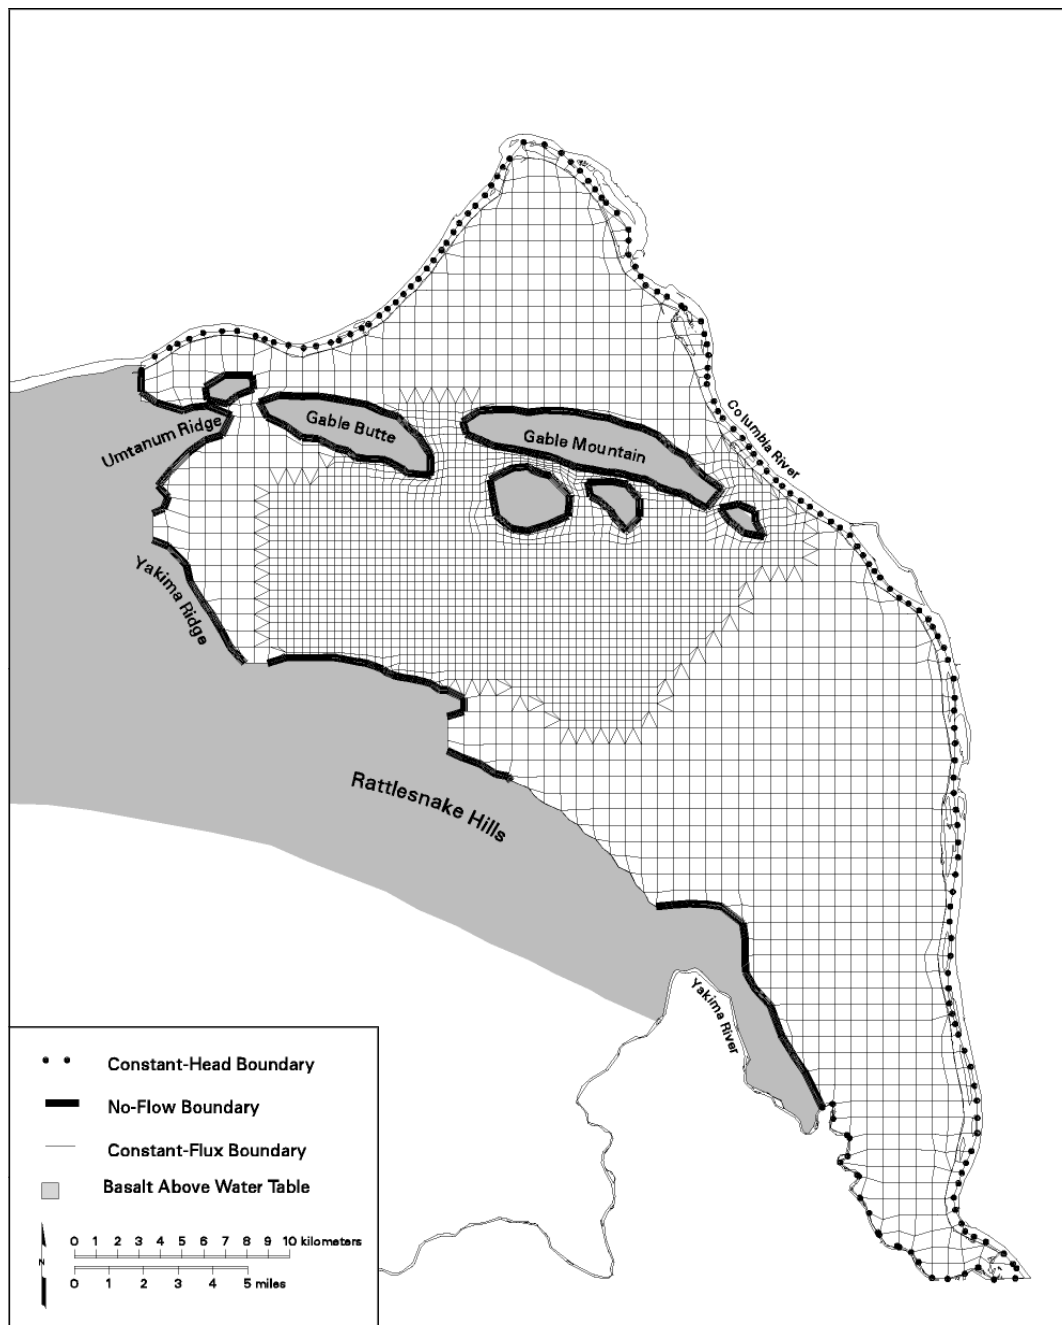 Columbia River
Umtanum Ridge
Gable Butte
Gable Mountain
Yakima Ridge
Rattlesnake Hills
Yakima River
Constant-Head Boundary
No-Flow Boundary
Constant-Flux Boundary
Basalt Above Water Table
N
0 1 2 3 4 5 6 7 8 9 10 kilometers
0 1 2 3 4 5 miles